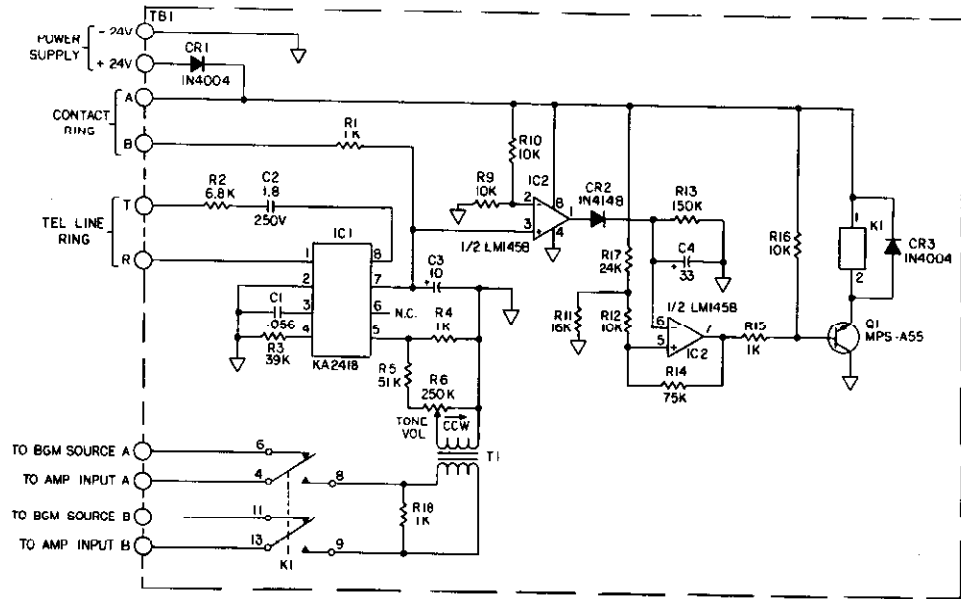 TB1
POWER
SUPPLY
- 24V
+ 24V
CR1
1N4004
CONTACT
RING
A
B
R1
1K
TEL LINE
RING
T
R
R2
6.8K
C2
1.8
250V
IC1
1
2
3
4
8
7
6
5
KA2418
N.C.
C1
.056
R3
39K
C3
+
10
R4
1K
R5
51K
R6
250K
TONE
VOL
CCW
T1
R9
10K
R10
10K
IC2
2
-
3
+
8
4
1
1/2 LM1458
CR2
1N4148
R13
150K
C4
+
33
R17
24K
R11
16K
R12
10K
1/2 LM1458
6
-
5
+
7
IC2
R14
75K
R15
1K
R16
10K
1
K1
2
CR3
1N4004
Q1
MPS-A55
TO BGM SOURCE A
6
TO AMP INPUT A
4
8
TO BGM SOURCE B
11
TO AMP INPUT B
13
9
K1
R18
1K